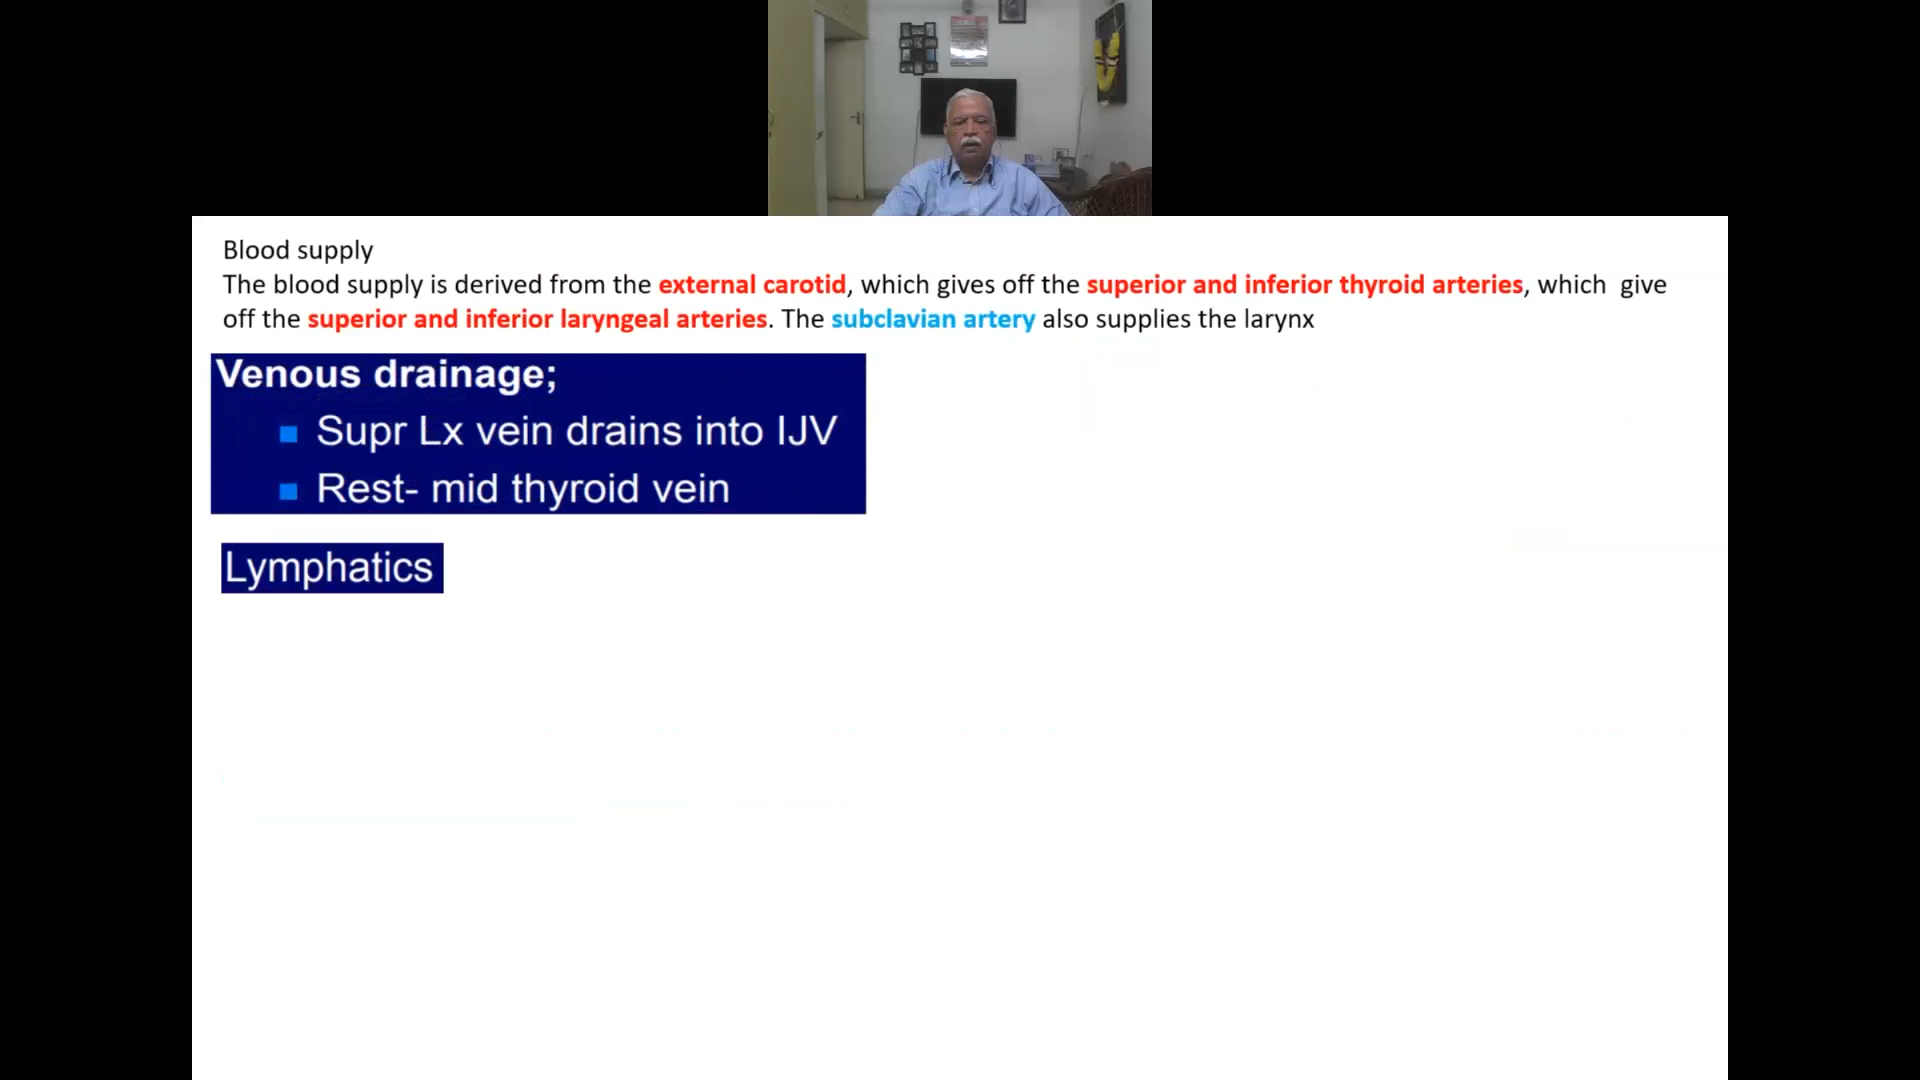 Blood supply
The blood supply is derived from the external carotid, which gives off the superior and inferior thyroid arteries, which  give
off the superior and inferior laryngeal arteries. The subclavian artery also supplies the larynx
Venous drainage;
Supr Lx vein drains into IJV
Rest- mid thyroid vein
Lymphatics